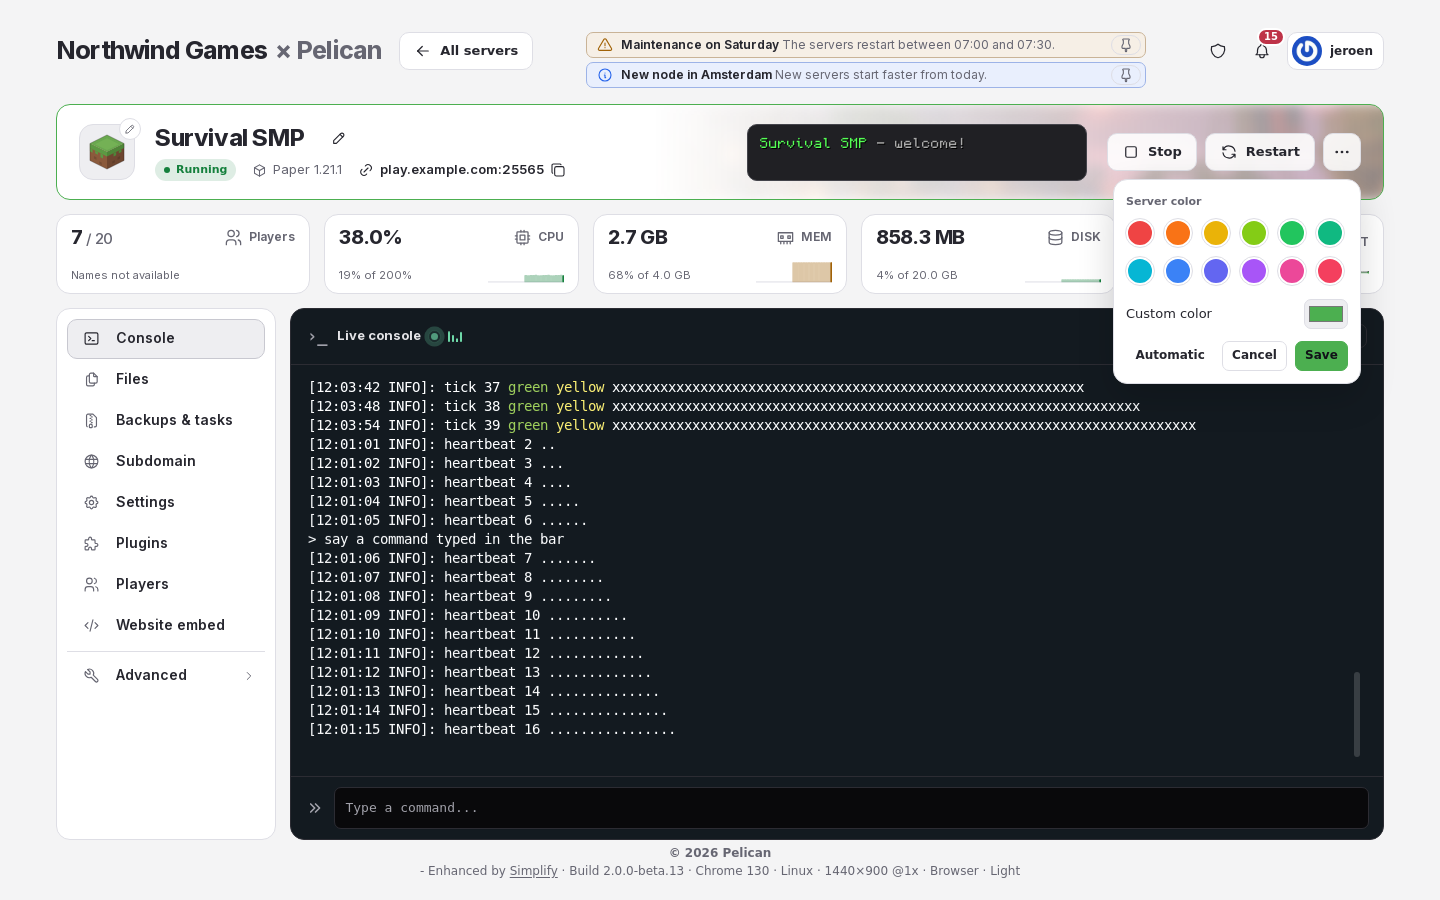 Northwind Games × Pelican
All servers
Maintenance on Saturday The servers restart between 07:00 and 07:30.
New node in Amsterdam New servers start faster from today.
15
jeroen
Survival SMP
Running
Paper 1.21.1
play.example.com:25565
Survival SMP - welcome!
Stop
Restart
7 / 20
Players
Names not available
38.0%
CPU
19% of 200%
2.7 GB
MEM
68% of 4.0 GB
858.3 MB
DISK
4% of 20.0 GB
T
Server color
Custom color
Automatic
Cancel
Save
Console
Files
Backups & tasks
Subdomain
Settings
Plugins
Players
Website embed
Advanced
Live console
[12:03:42 INFO]: tick 37 green yellow xxxxxxxxxxxxxxxxxxxxxxxxxxxxxxxxxxxxxxxxxxxxxxxxxxxxxxxxxxx
[12:03:48 INFO]: tick 38 green yellow xxxxxxxxxxxxxxxxxxxxxxxxxxxxxxxxxxxxxxxxxxxxxxxxxxxxxxxxxxxxxxxxxx
[12:03:54 INFO]: tick 39 green yellow xxxxxxxxxxxxxxxxxxxxxxxxxxxxxxxxxxxxxxxxxxxxxxxxxxxxxxxxxxxxxxxxxxxxxxxxx
[12:01:01 INFO]: heartbeat 2 ..
[12:01:02 INFO]: heartbeat 3 ...
[12:01:03 INFO]: heartbeat 4 ....
[12:01:04 INFO]: heartbeat 5 .....
[12:01:05 INFO]: heartbeat 6 ......
> say a command typed in the bar
[12:01:06 INFO]: heartbeat 7 .......
[12:01:07 INFO]: heartbeat 8 ........
[12:01:08 INFO]: heartbeat 9 .........
[12:01:09 INFO]: heartbeat 10 ..........
[12:01:10 INFO]: heartbeat 11 ...........
[12:01:11 INFO]: heartbeat 12 ............
[12:01:12 INFO]: heartbeat 13 .............
[12:01:13 INFO]: heartbeat 14 ..............
[12:01:14 INFO]: heartbeat 15 ...............
[12:01:15 INFO]: heartbeat 16 ................
Type a command...
© 2026 Pelican
- Enhanced by Simplify · Build 2.0.0-beta.13 · Chrome 130 · Linux · 1440×900 @1x · Browser · Light